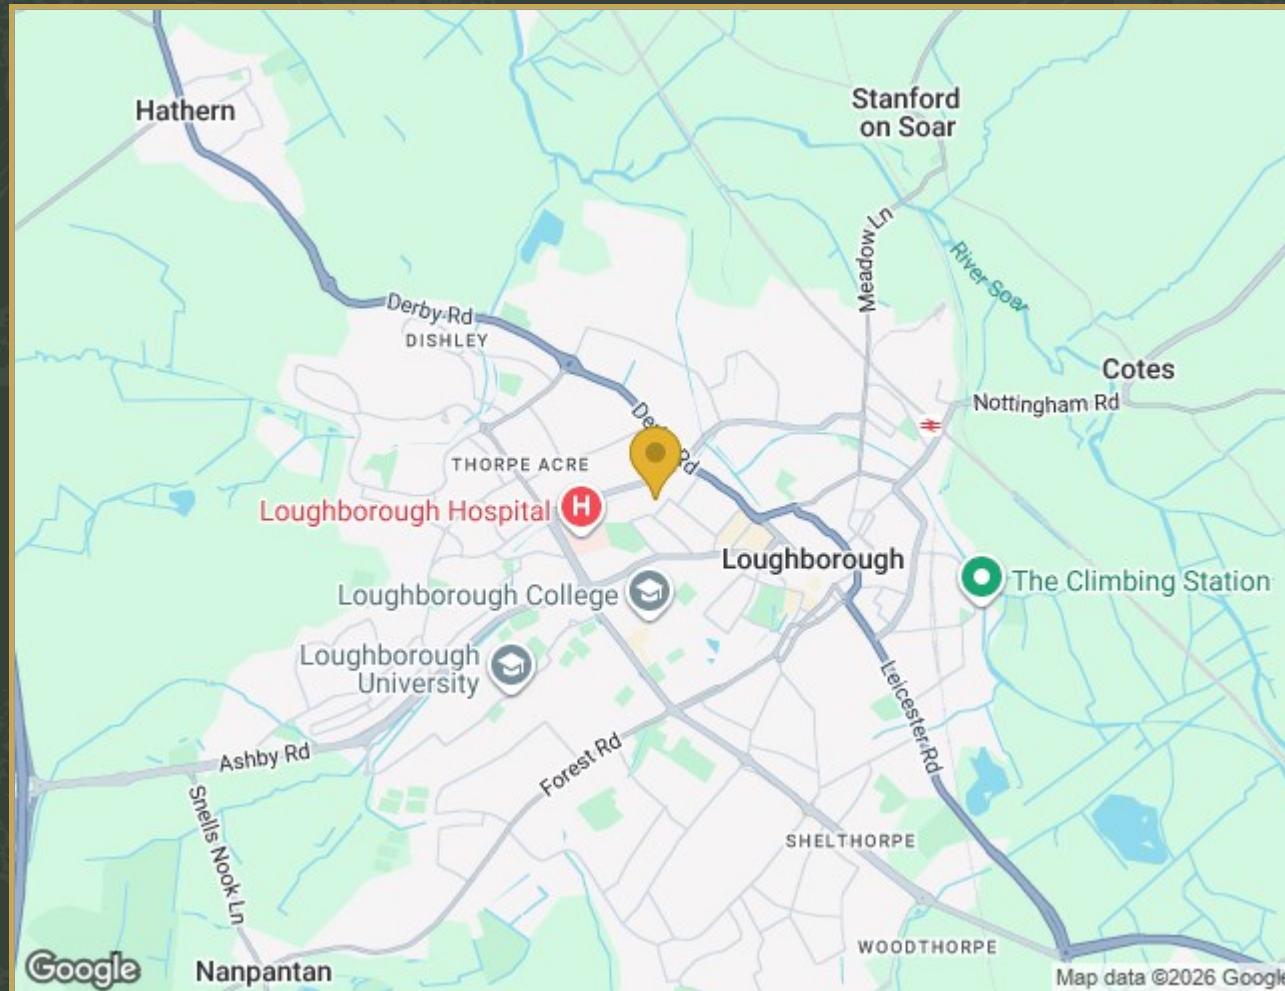 Hathern
Stanford
on Soar
Meadow Ln
River Soar
Derby Rd
DISHLEY
Cotes
Nottingham Rd
Derby Rd
THORPE ACRE
Loughborough Hospital
H
Loughborough
Loughborough College
The Climbing Station
Loughborough
University
Leicester Rd
Ashby Rd
Forest Rd
Snells Nook Ln
SHELTHORPE
WOODTHORPE
Nanpantan
Google
Map data ©2026 Google